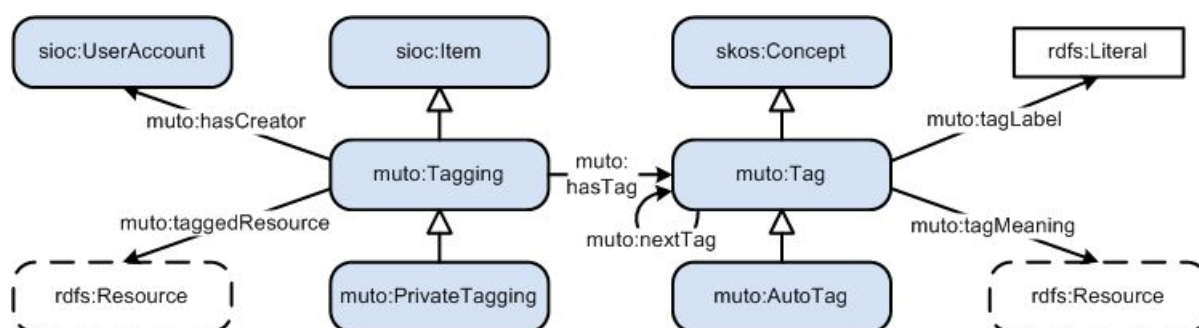 sioc:UserAccount
sioc:Item
skos:Concept
rdfs:Literal
muto:hasCreator
muto:tagLabel
muto:Tagging
muto:
hasTag
muto:Tag
muto:taggedResource
muto:nextTag
muto:tagMeaning
rdfs:Resource
muto:PrivateTagging
muto:AutoTag
rdfs:Resource